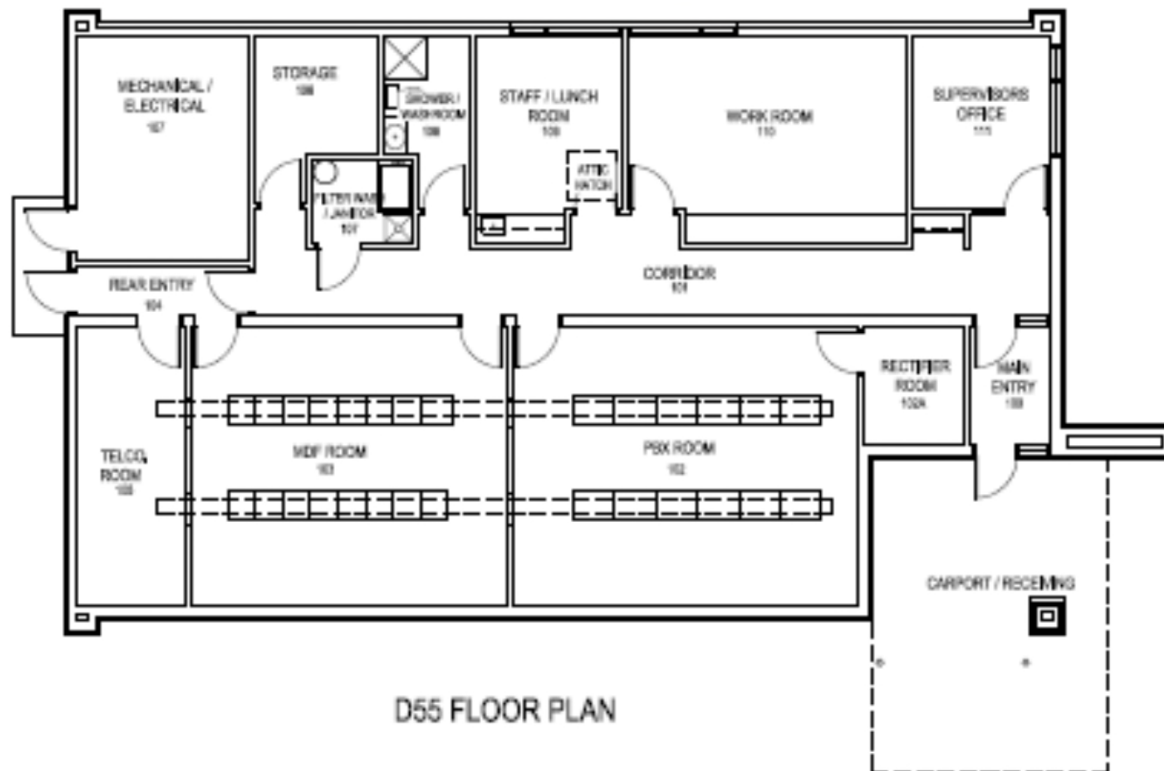 MECHANICAL /
ELECTRICAL
107
STORAGE
106
SHOWER /
WASHROOM
108
STAFF / LUNCH
ROOM
109
WORK ROOM
110
SUPERVISORS
OFFICE
111
ATTIC
HATCH
FILTER WASH
/ JANITOR
107
CORRIDOR
101
REAR ENTRY
104
RECTIFIER
ROOM
102A
MAIN
ENTRY
100
TELCO.
ROOM
MDF ROOM
103
PBX ROOM
102
CARPORT / RECEIVING
D55 FLOOR PLAN